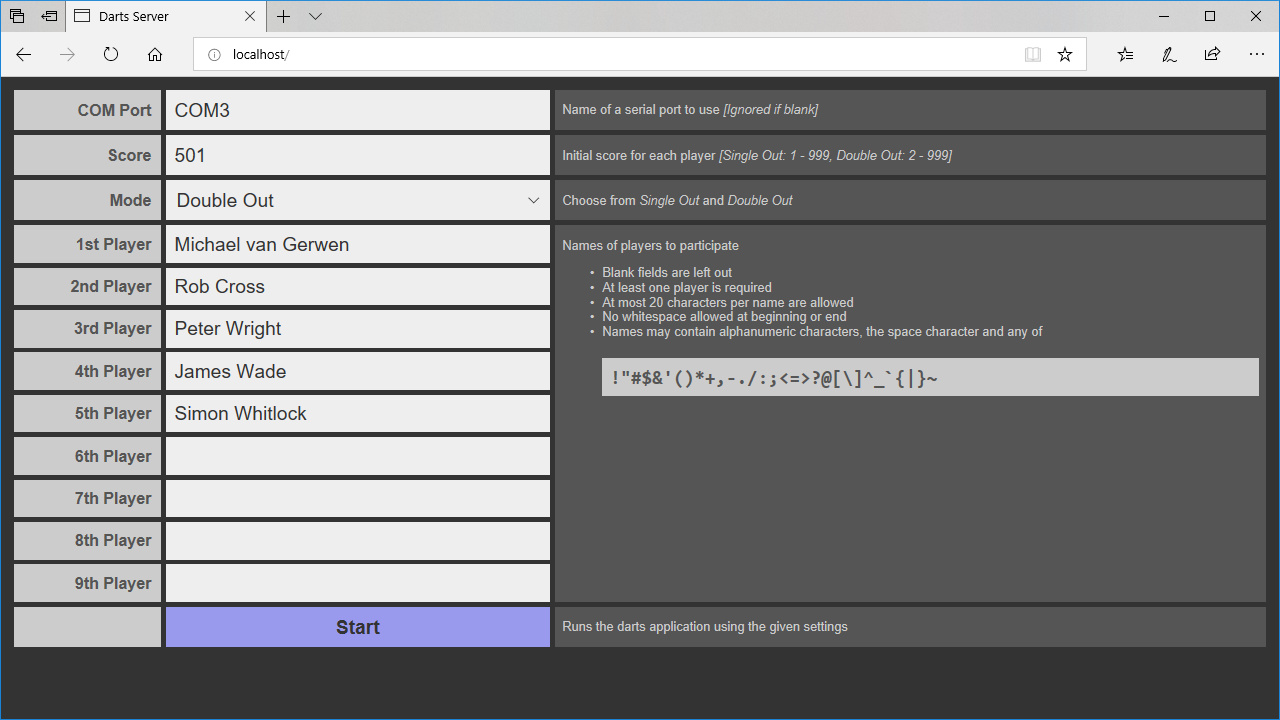 Darts Server
localhost/
COM Port COM3 Name of a serial port to use [Ignored if blank]
Score 501 Initial score for each player [Single Out: 1 - 999, Double Out: 2 - 999]
Mode Double Out Choose from Single Out and Double Out
1st Player Michael van Gerwen Names of players to participate
2nd Player Rob Cross
3rd Player Peter Wright
4th Player James Wade
5th Player Simon Whitlock
6th Player
7th Player
8th Player
9th Player
• Blank fields are left out
• At least one player is required
• At most 20 characters per name are allowed
• No whitespace allowed at beginning or end
• Names may contain alphanumeric characters, the space character and any of
!"#$&'()*+,-./:;<=>?@[\]^_`{|}~
Start Runs the darts application using the given settings